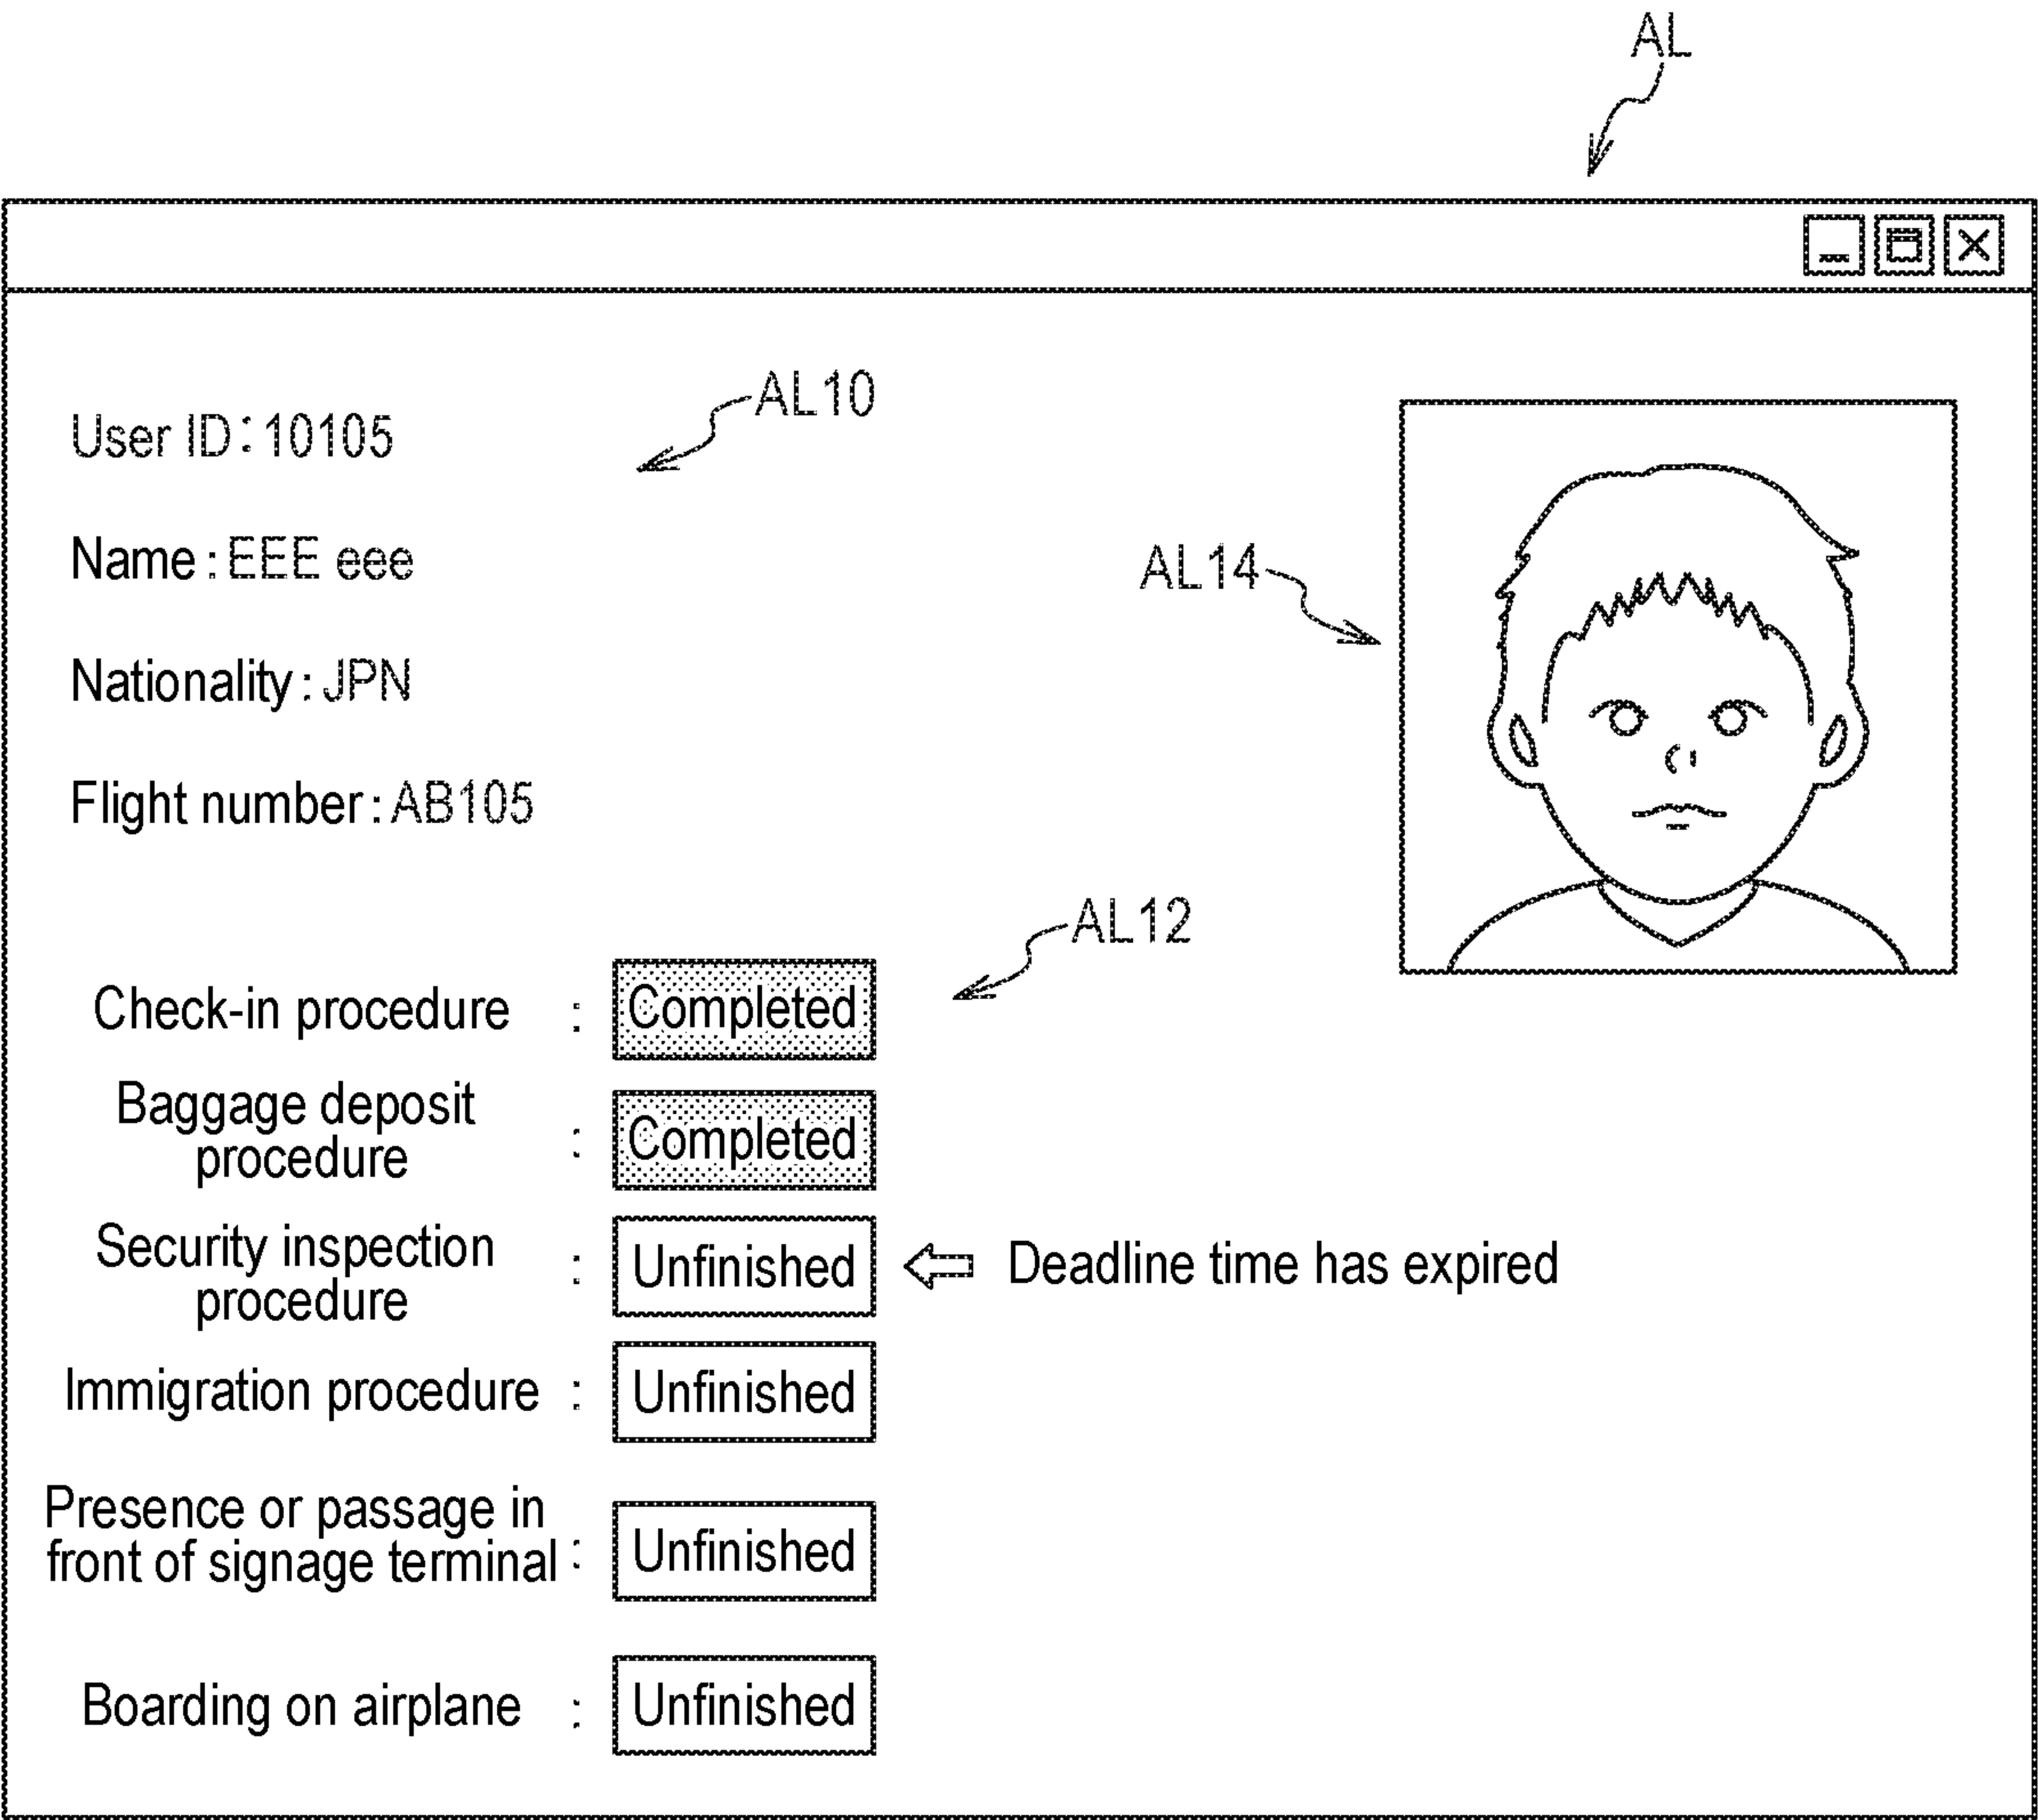 AL
User ID:10105
AL10
Name:EEE eee
AL14
Nationality:JPN
Flight number:AB105
AL12
Check-in procedure : Completed
Baggage deposit
procedure : Completed
Security inspection
procedure : Unfinished Deadline time has expired
Immigration procedure : Unfinished
Presence or passage in
front of signage terminal : Unfinished
Boarding on airplane : Unfinished